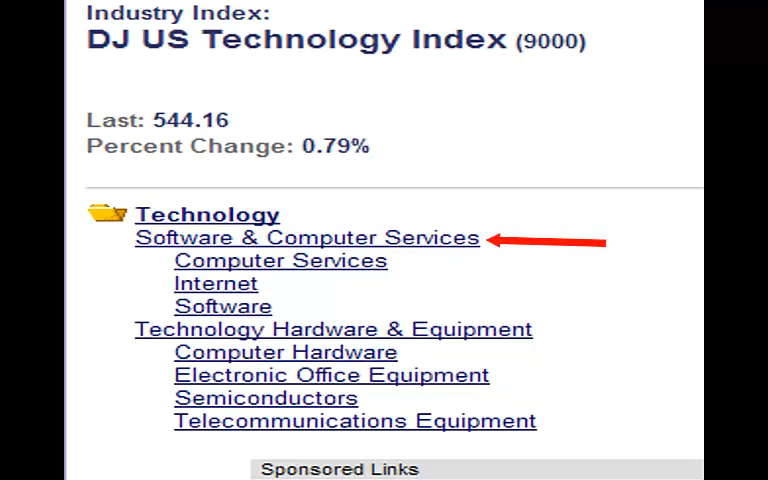 Industry Index:
DJ US Technology Index (9000)
Last: 544.16
Percent Change: 0.79%
Technology
Software & Computer Services
Computer Services
Internet
Software
Technology Hardware & Equipment
Computer Hardware
Electronic Office Equipment
Semiconductors
Telecommunications Equipment
Sponsored Links